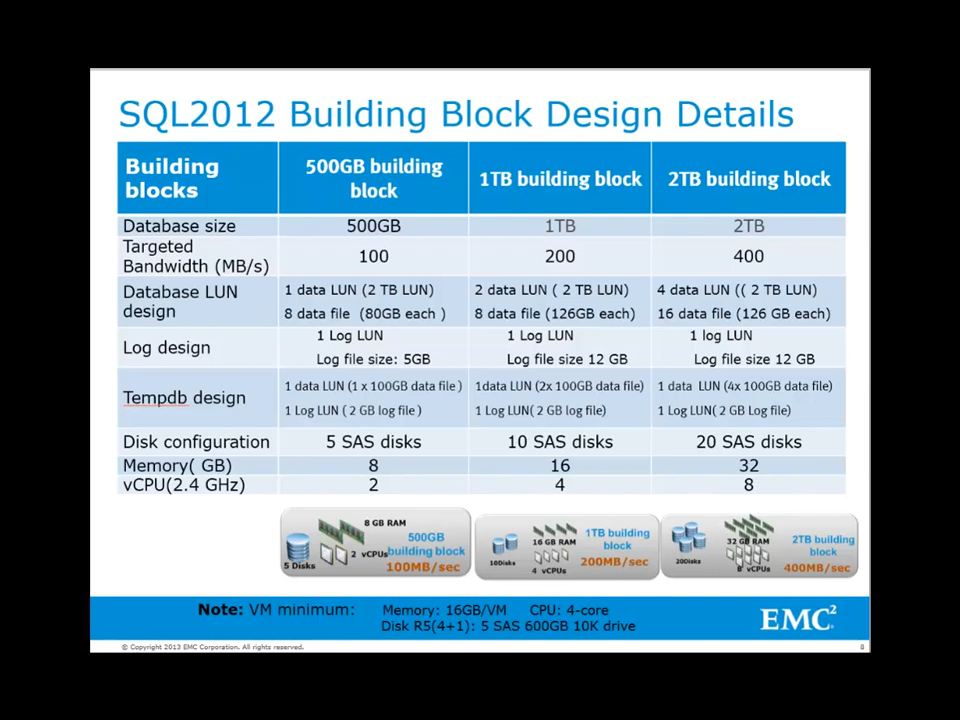 SQL2012 Building Block Design Details
Building blocks 500GB building block 1TB building block 2TB building block
Database size 500GB 1TB 2TB
Targeted Bandwidth (MB/s) 100 200 400
Database LUN design
1 data LUN (2 TB LUN) 2 data LUN ( 2 TB LUN) 4 data LUN (( 2 TB LUN)
8 data file (80GB each ) 8 data file (126GB each) 16 data file (126 GB each)
Log design
1 Log LUN 1 Log LUN 1 log LUN
Log file size: 5GB Log file size 12 GB Log file size 12 GB
Tempdb design
1 data LUN (1 x 100GB data file ) 1data LUN (2x 100GB data file) 1 data LUN (4x 100GB data file)
1 Log LUN ( 2 GB log file ) 1 Log LUN( 2 GB log file) 1 Log LUN( 2 GB Log file)
Disk configuration 5 SAS disks 10 SAS disks 20 SAS disks
Memory( GB) 8 16 32
vCPU(2.4 GHz) 2 4 8
8 GB RAM
500GB building block
2 vCPUs
5 Disks
100MB/sec
16 GB RAM
1TB building block
10Disks
4 vCPUs
200MB/sec
32 GB RAM
2TB building block
20Disks
8 vCPUs
400MB/sec
Note: VM minimum: Memory: 16GB/VM CPU: 4-core
Disk R5(4+1): 5 SAS 600GB 10K drive
EMC²
© Copyright 2013 EMC Corporation. All rights reserved. 8